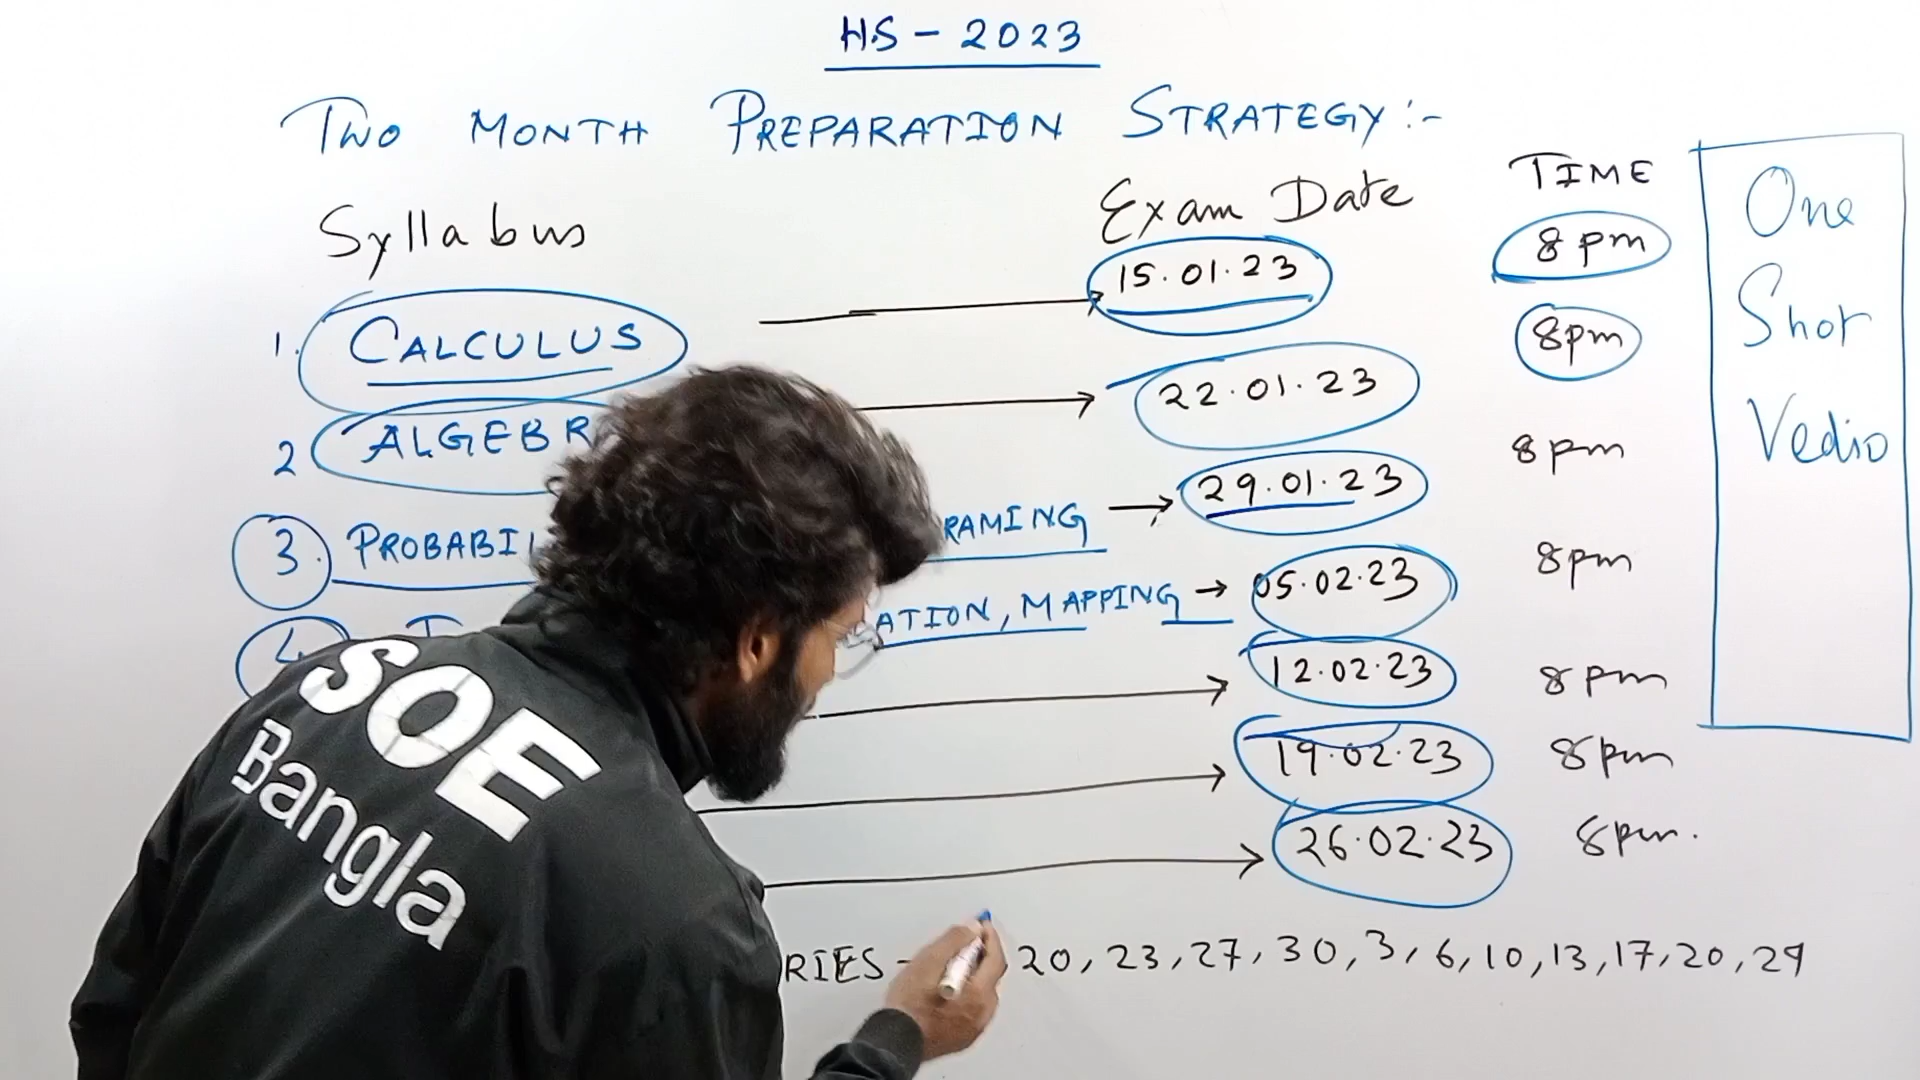 HS - 2023
TWO MONTH PREPARATION STRATEGY :-
Syllabus Exam Date TIME
1. CALCULUS 15.01.23 8 pm
2 ALGEBR 22.01.23 8pm
3. PROBABIL RAMING 29.01.23 8pm
4 ATION, MAPPING 05.02.23 8pm
12.02.23 8pm
19.02.23 8pm
26.02.23 8pm.
RIES - 20, 23, 27, 30, 3, 6, 10, 13, 17, 20, 24
One
Shot
Vedio
SOE
Bangla